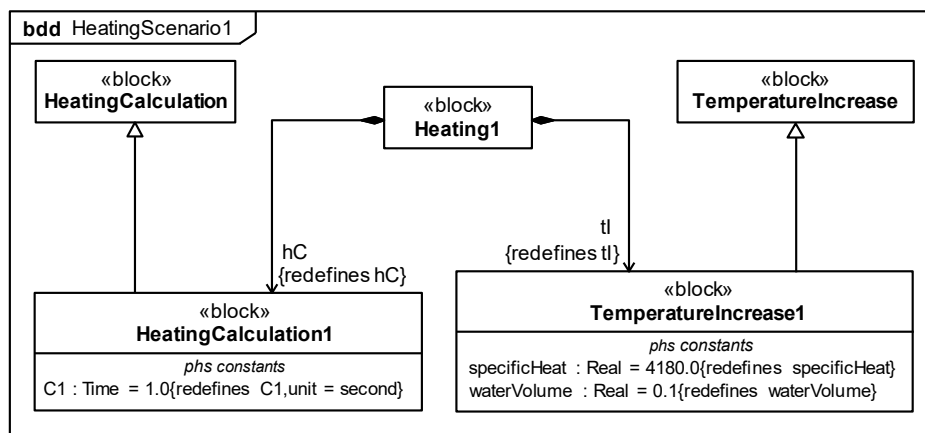 bdd HeatingScenario1
«block»
HeatingCalculation
«block»
Heating1
«block»
TemperatureIncrease
hC
{redefines hC}
tI
{redefines tI}
«block»
HeatingCalculation1
phs constants
C1 : Time = 1.0{redefines C1,unit = second}
«block»
TemperatureIncrease1
phs constants
specificHeat : Real = 4180.0{redefines specificHeat}
waterVolume : Real = 0.1{redefines waterVolume}